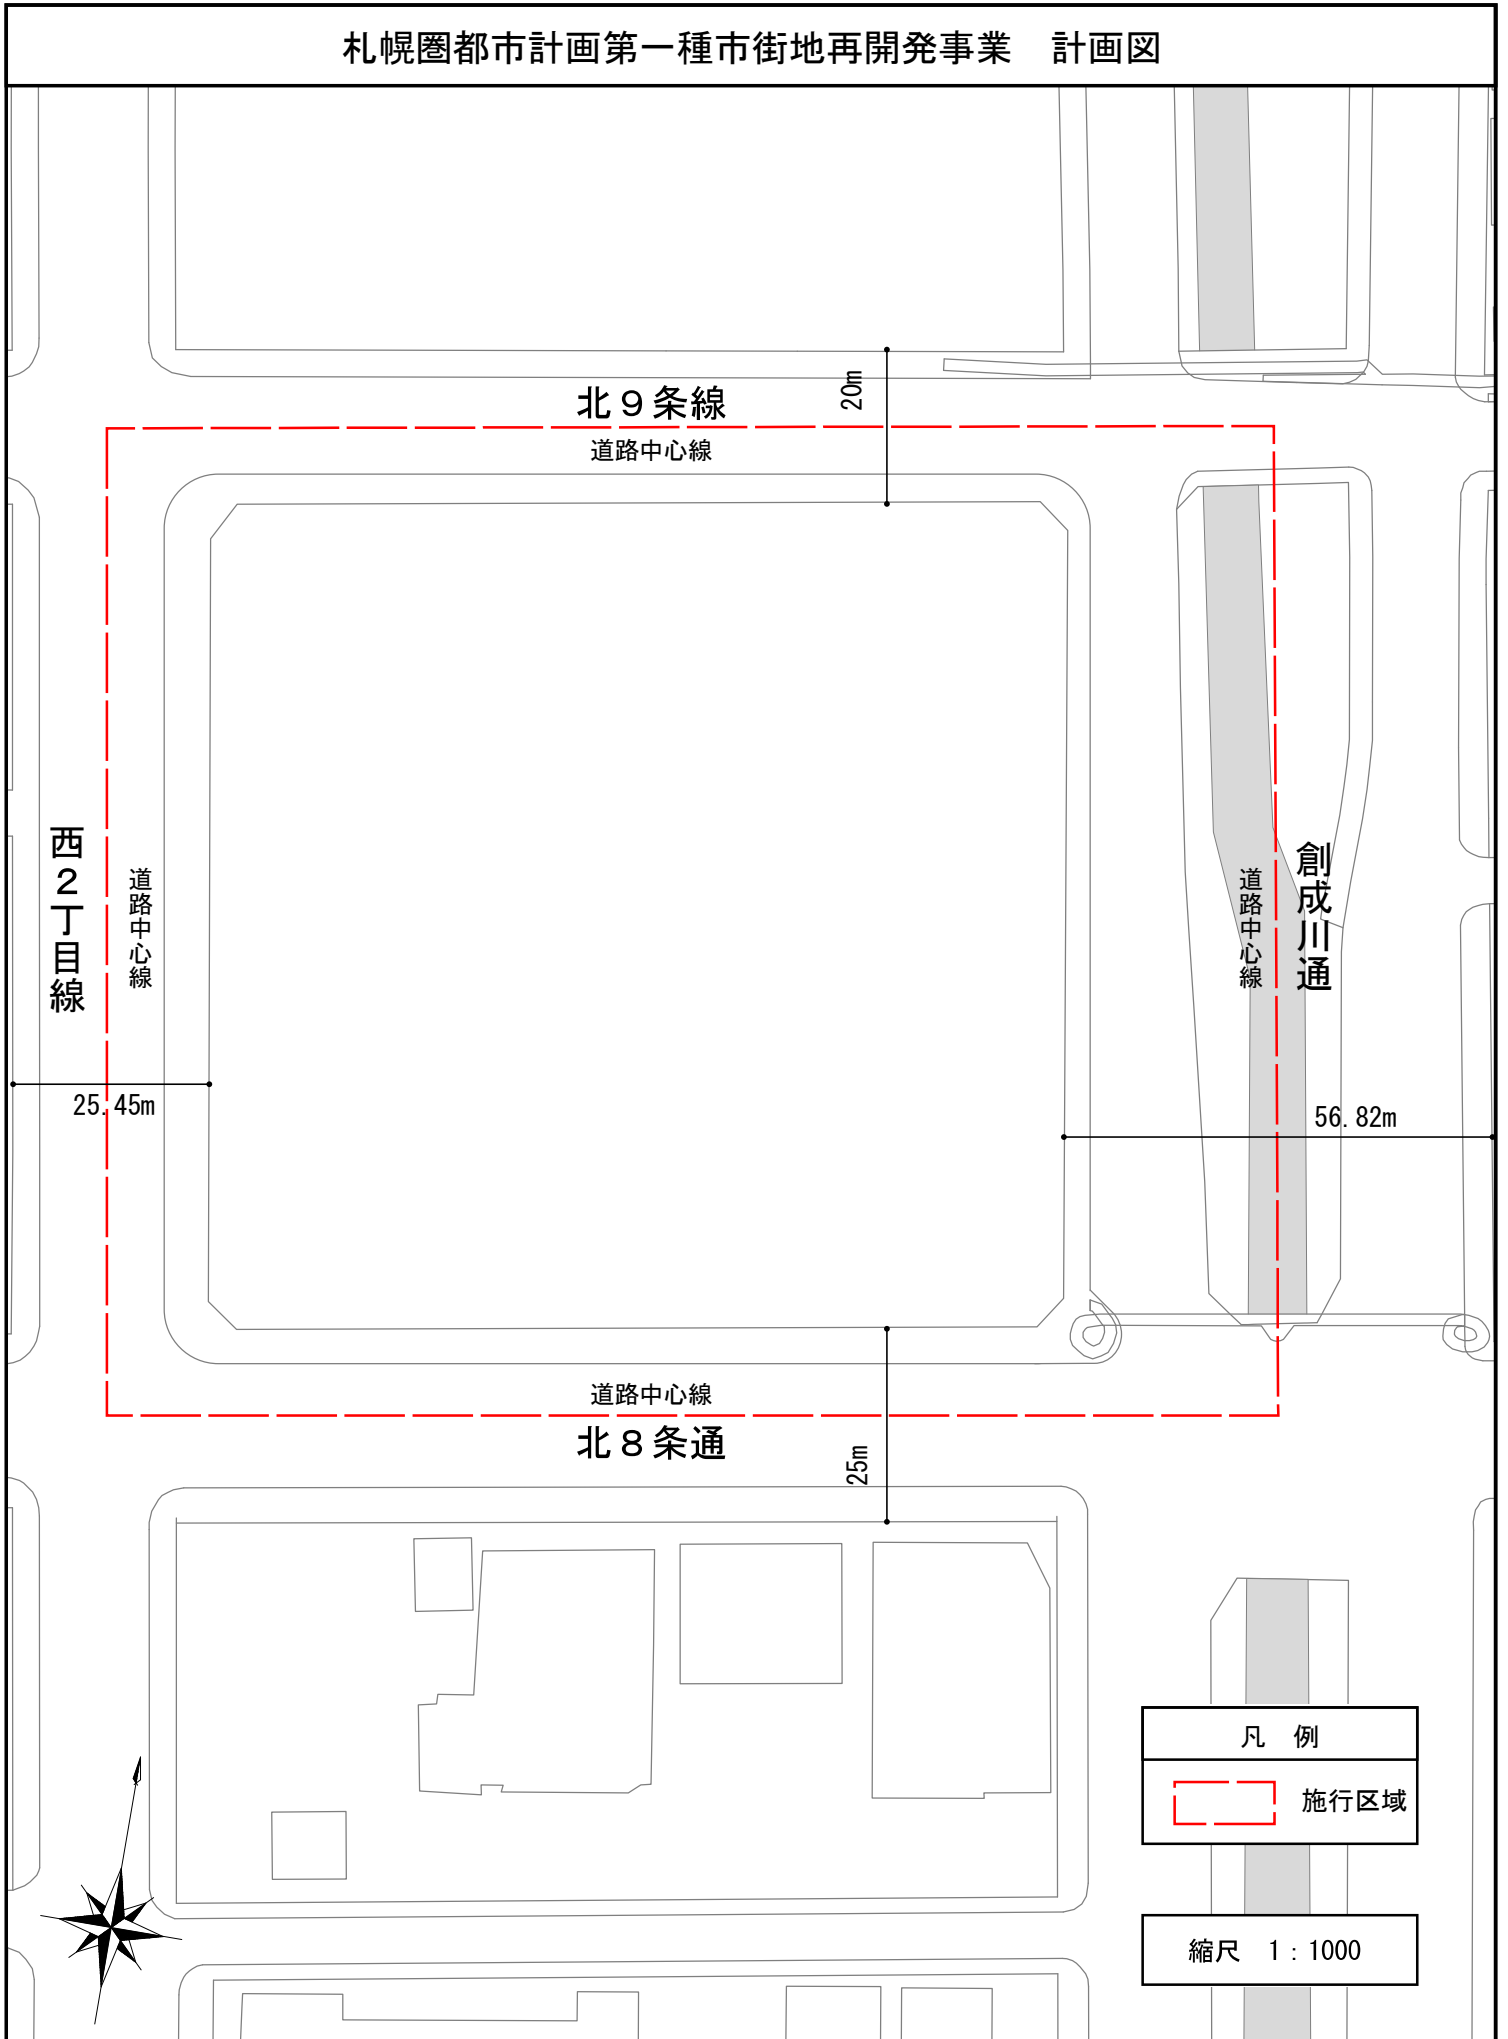 札幌圏都市計画第一種市街地再開発事業　計画図
20m
北９条線
道路中心線
西２丁目線
道路中心線
道路中心線
創成川通
25.45m
56.82m
道路中心線
北８条通
25m
凡　例
施行区域
縮尺　1：1000